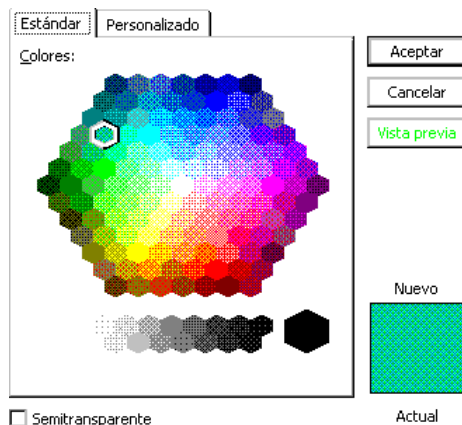 Estándar
Personalizado
Colores:
Aceptar
Cancelar
Vista previa
Nuevo
Semitransparente
Actual